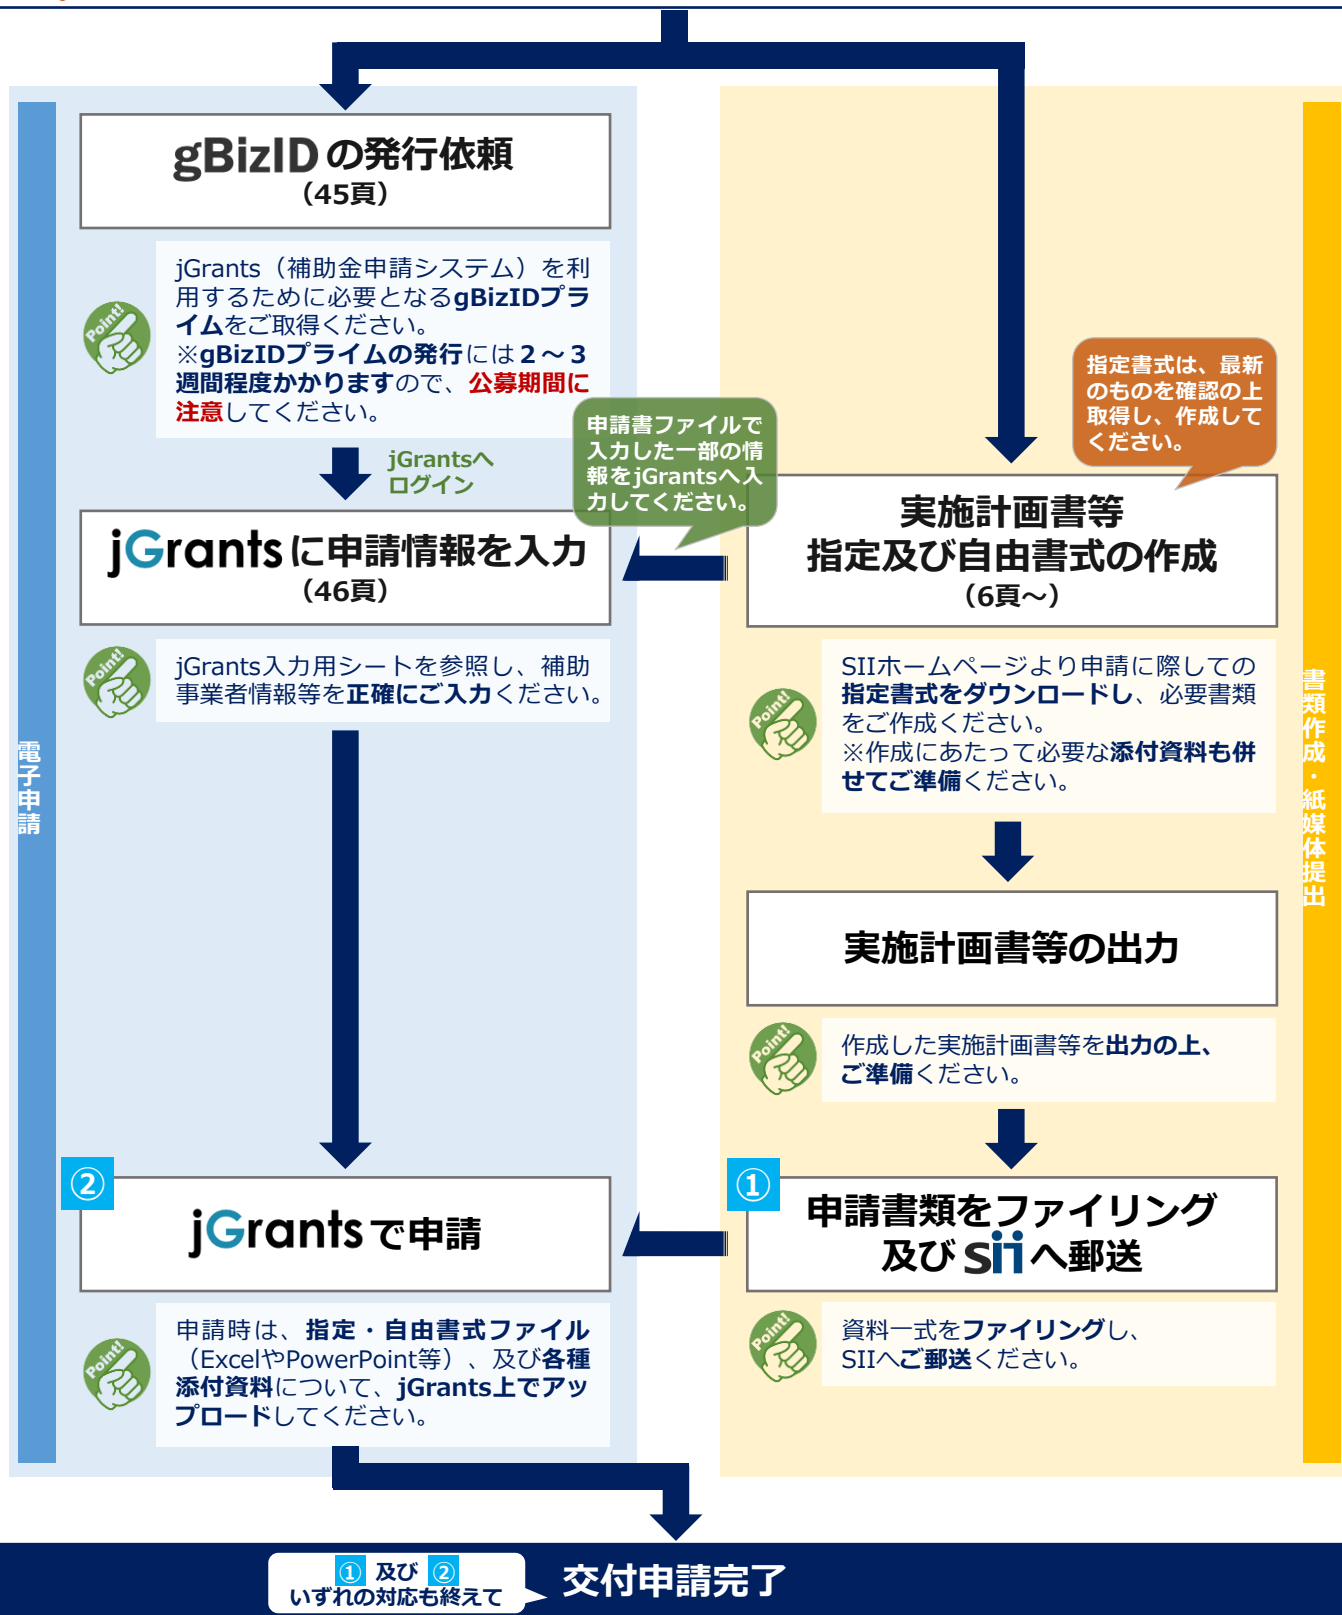 gBizIDの発行依頼
（45頁）
Point!
jGrants（補助金申請システム）を利
用するために必要となるgBizIDプラ
イムをご取得ください。
※gBizIDプライムの発行には２～３
週間程度かかりますので、公募期間に
注意してください。
jGrantsへ
ログイン
jGrantsに申請情報を入力
（46頁）
Point!
jGrants入力用シートを参照し、補助
事業者情報等を正確にご入力ください。
電子申請
②
jGrantsで申請
Point!
申請時は、指定・自由書式ファイル
（ExcelやPowerPoint等）、及び各種
添付資料について、jGrants上でアッ
プロードしてください。
申請書ファイルで
入力した一部の情
報をjGrantsへ入
力してください。
指定書式は、最新
のものを確認の上
取得し、作成して
ください。
実施計画書等
指定及び自由書式の作成
（6頁～）
Point!
SIIホームページより申請に際しての
指定書式をダウンロードし、必要書類
をご作成ください。
※作成にあたって必要な添付資料も併
せてご準備ください。
書類作成・紙媒体提出
実施計画書等の出力
Point!
作成した実施計画書等を出力の上、
ご準備ください。
①
申請書類をファイリング
及びsiiへ郵送
Point!
資料一式をファイリングし、
SIIへご郵送ください。
① 及び ②
いずれの対応も終えて
交付申請完了